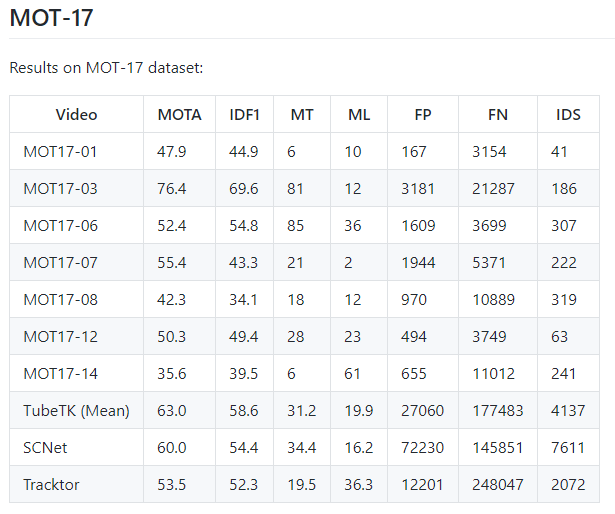 MOT-17
Results on MOT-17 dataset:
Video MOTA IDF1 MT ML FP FN IDS
MOT17-01 47.9 44.9 6 10 167 3154 41
MOT17-03 76.4 69.6 81 12 3181 21287 186
MOT17-06 52.4 54.8 85 36 1609 3699 307
MOT17-07 55.4 43.3 21 2 1944 5371 222
MOT17-08 42.3 34.1 18 12 970 10889 319
MOT17-12 50.3 49.4 28 23 494 3749 63
MOT17-14 35.6 39.5 6 61 655 11012 241
TubeTK (Mean) 63.0 58.6 31.2 19.9 27060 177483 4137
SCNet 60.0 54.4 34.4 16.2 72230 145851 7611
Tracktor 53.5 52.3 19.5 36.3 12201 248047 2072